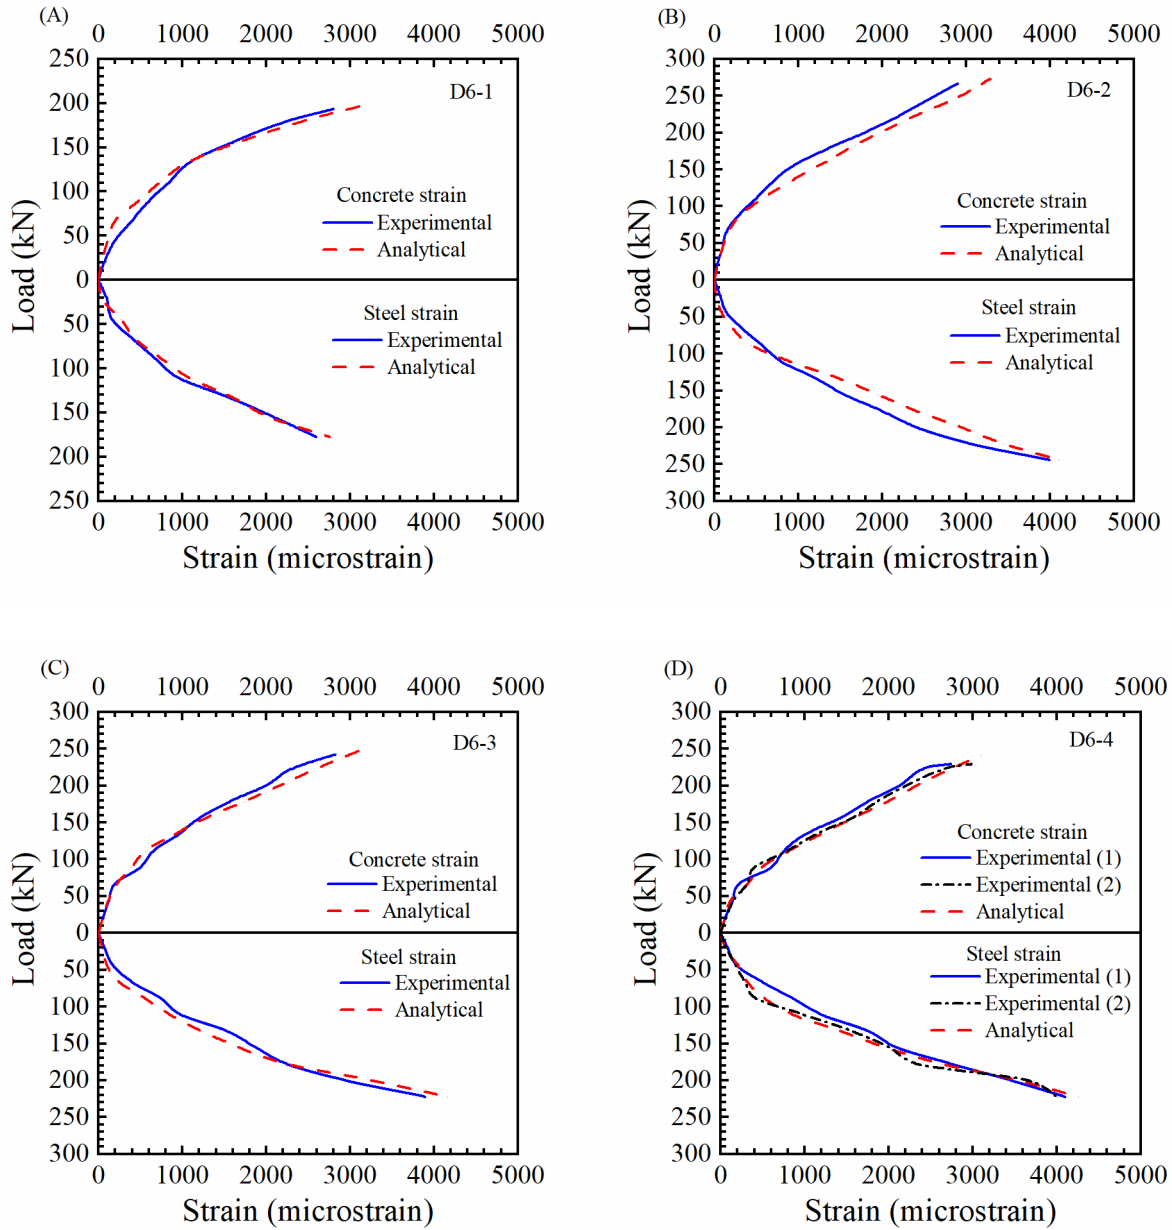 (A)
0 1000 2000 3000 4000 5000
250
D6-1
200
150
100
Concrete strain
Experimental
50
Analytical
0
Load (kN)
Steel strain
50
Experimental
100
Analytical
150
200
250
0 1000 2000 3000 4000 5000
Strain (microstrain)
(B)
0 1000 2000 3000 4000 5000
300
D6-2
250
200
150
100
Concrete strain
Experimental
50
Analytical
0
Load (kN)
Steel strain
50
Experimental
100
Analytical
150
200
250
300
0 1000 2000 3000 4000 5000
Strain (microstrain)
(C)
0 1000 2000 3000 4000 5000
300
D6-3
250
200
150
100
Concrete strain
Experimental
50
Analytical
0
Load (kN)
Steel strain
50
Experimental
100
Analytical
150
200
250
300
0 1000 2000 3000 4000 5000
Strain (microstrain)
(D)
0 1000 2000 3000 4000 5000
300
D6-4
250
200
150
Concrete strain
100
Experimental (1)
Experimental (2)
50
Analytical
0
Load (kN)
Steel strain
50
Experimental (1)
Experimental (2)
100
Analytical
150
200
250
300
0 1000 2000 3000 4000 5000
Strain (microstrain)